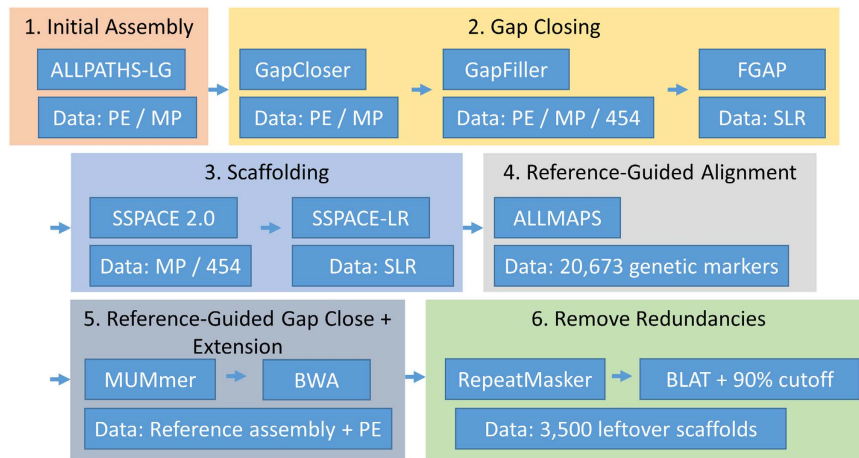 1. Initial Assembly
ALLPATHS-LG
Data: PE / MP
2. Gap Closing
GapCloser
Data: PE / MP
GapFiller
Data: PE / MP / 454
FGAP
Data: SLR
3. Scaffolding
SSPACE 2.0
Data: MP / 454
SSPACE-LR
Data: SLR
4. Reference-Guided Alignment
ALLMAPS
Data: 20,673 genetic markers
5. Reference-Guided Gap Close +
Extension
MUMmer
BWA
Data: Reference assembly + PE
6. Remove Redundancies
RepeatMasker
BLAT + 90% cutoff
Data: 3,500 leftover scaffolds